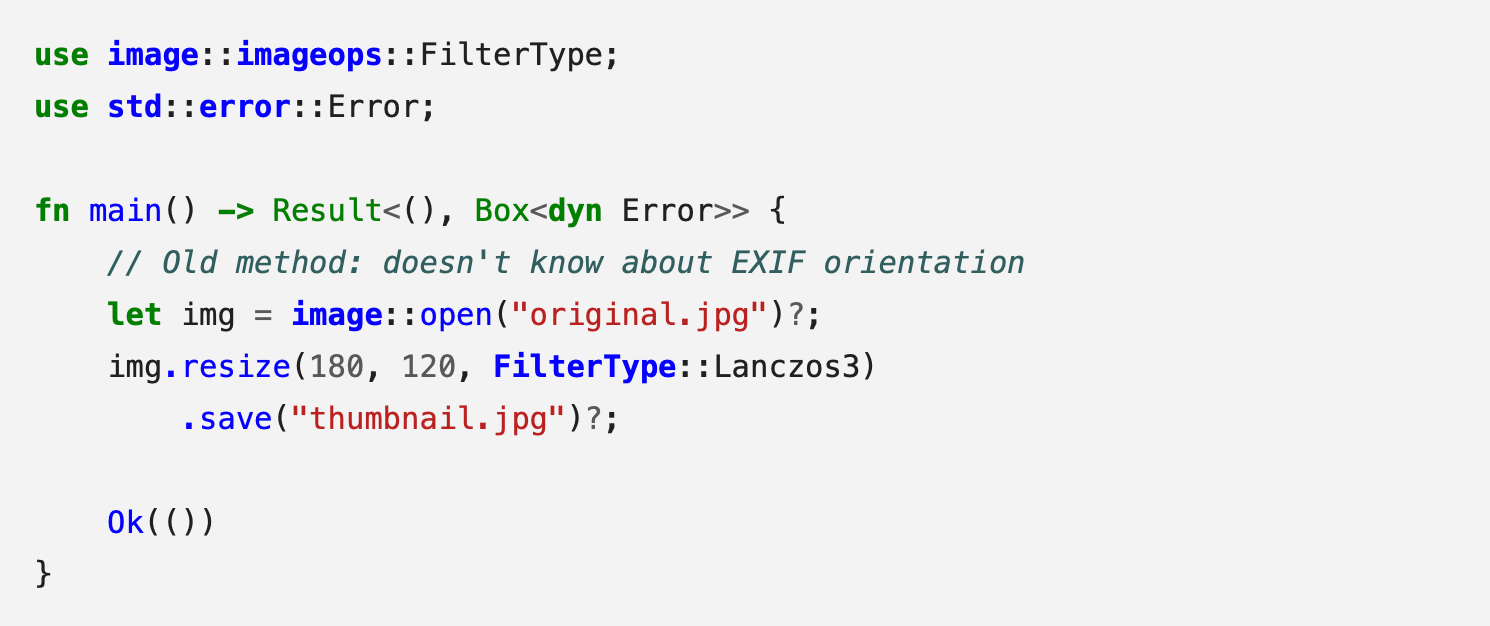 use image::imageops::FilterType;
use std::error::Error;

fn main() -> Result<(), Box<dyn Error>> {
    // Old method: doesn't know about EXIF orientation
    let img = image::open("original.jpg")?;
    img.resize(180, 120, FilterType::Lanczos3)
        .save("thumbnail.jpg")?;

    Ok(())
}